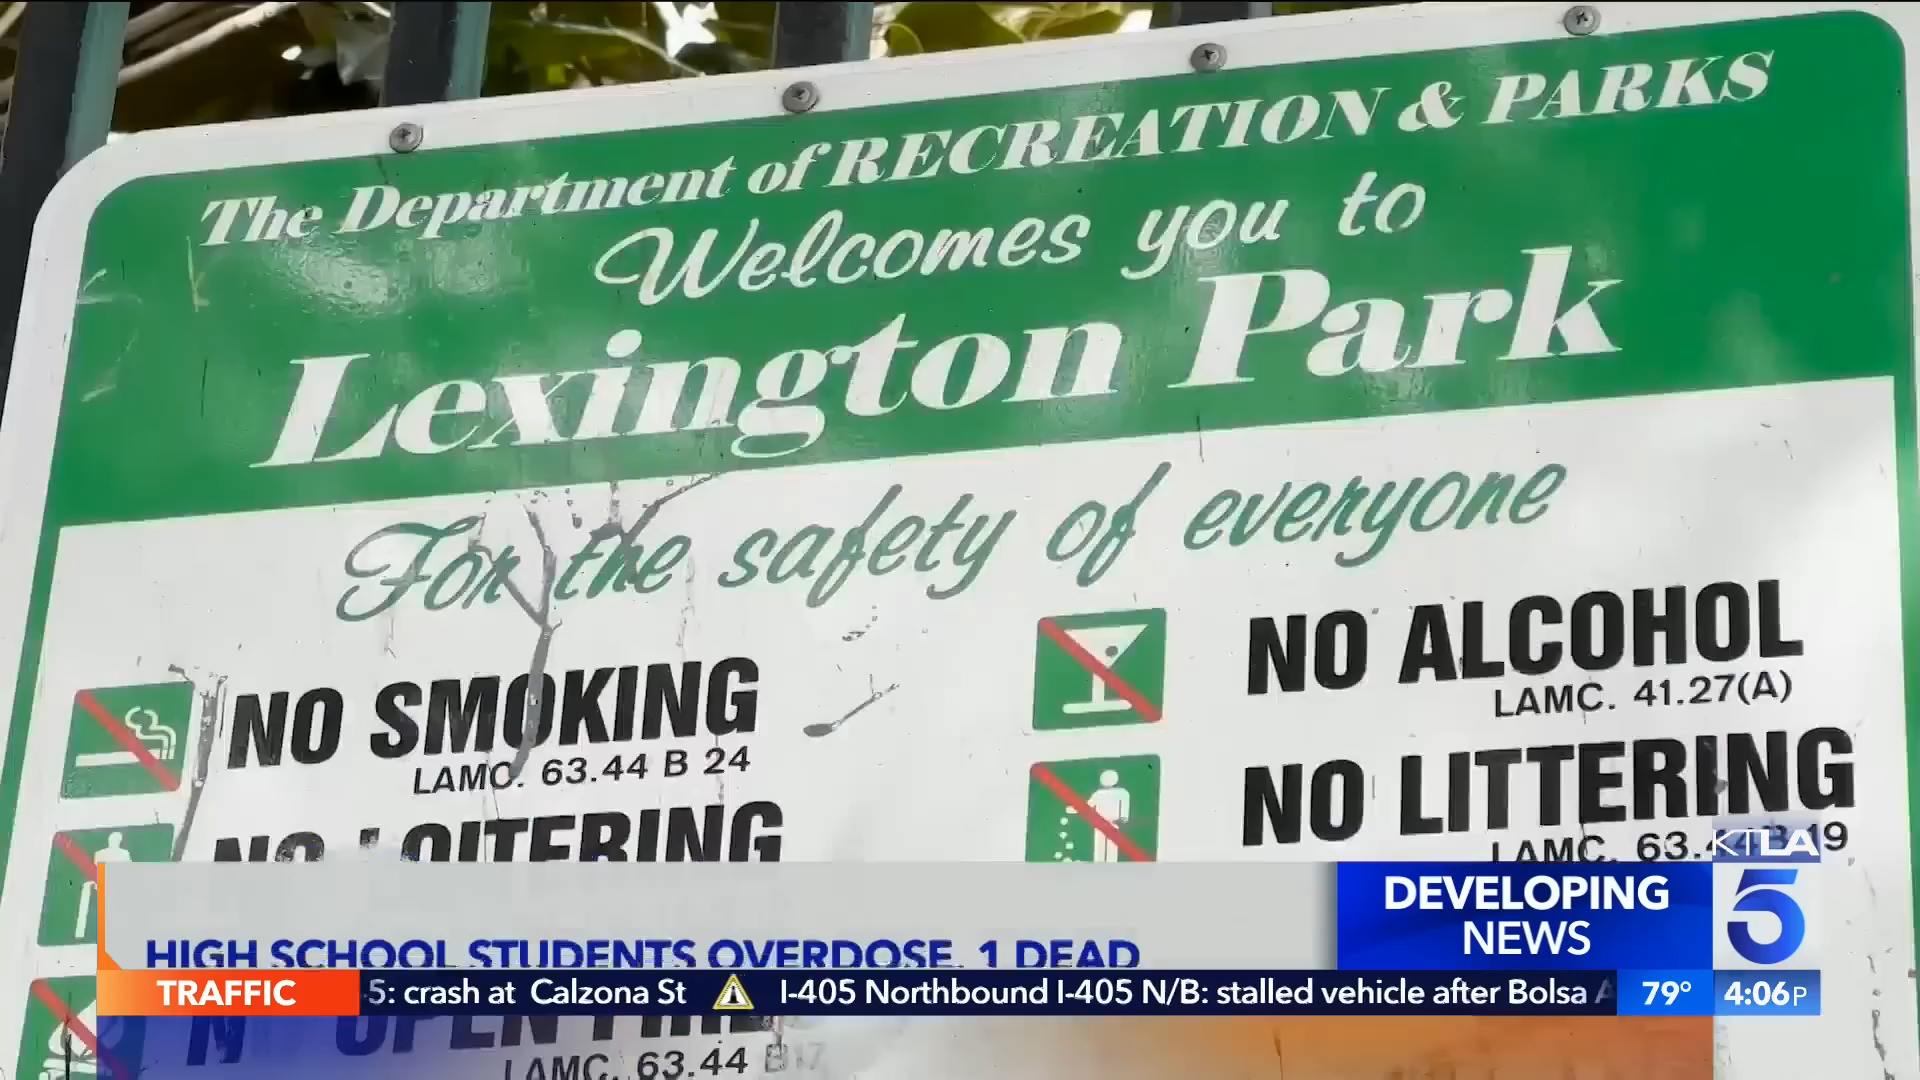 The Department of RECREATION & PARKS
Welcomes you to
Lexington Park
For the safety of everyone
NO SMOKING
LAMC. 63.44 B 24
NO ALCOHOL
LAMC. 41.27(A)
NO LOITERING
NO LITTERING
LAMC. 63.44 B 19
KTLA
5
DEVELOPING
NEWS
HIGH SCHOOL STUDENTS OVERDOSE, 1 DEAD
TRAFFIC
5: crash at Calzona St
I-405 Northbound I-405 N/B: stalled vehicle after Bolsa
79°
4:06P
NO OPEN
LAMC. 63.44 B17